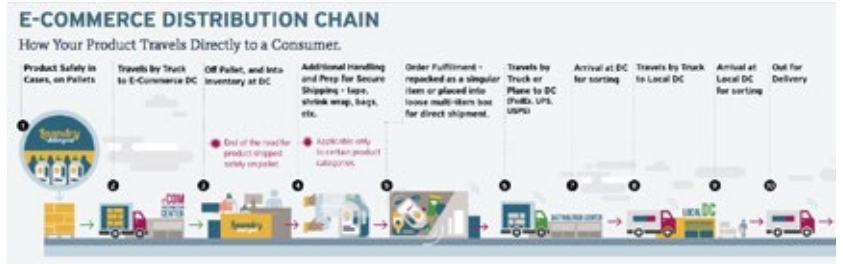 E-COMMERCE DISTRIBUTION CHAIN
How Your Product Travels Directly to a Consumer.
Product Safely in
Cases, on Pallets
Travels by Truck
to E-Commerce DC
Off Pallet, and Into
Inventory at DC
Additional Handling
and Prep for Secure
Shipping - tape,
shrink wrap, bags,
etc.
Order Fulfillment -
repacked as a singular
item or placed into
loose multi-item box
for direct shipment.
Travels by
Truck or
Plane to DC
(FedEx, UPS,
USPS)
Arrival at DC
for sorting
Travels by Truck
to Local DC
Arrival at
Local DC
for sorting
Out for
Delivery
End of the road for
product shipped
safely on pallet
Applicable only
to certain product
categories
1
Laundry
2
3
4
5
6
7
8
9
10
.COM
CENTER
Laundry
DISTRIBUTION CENTER
LOCAL DC